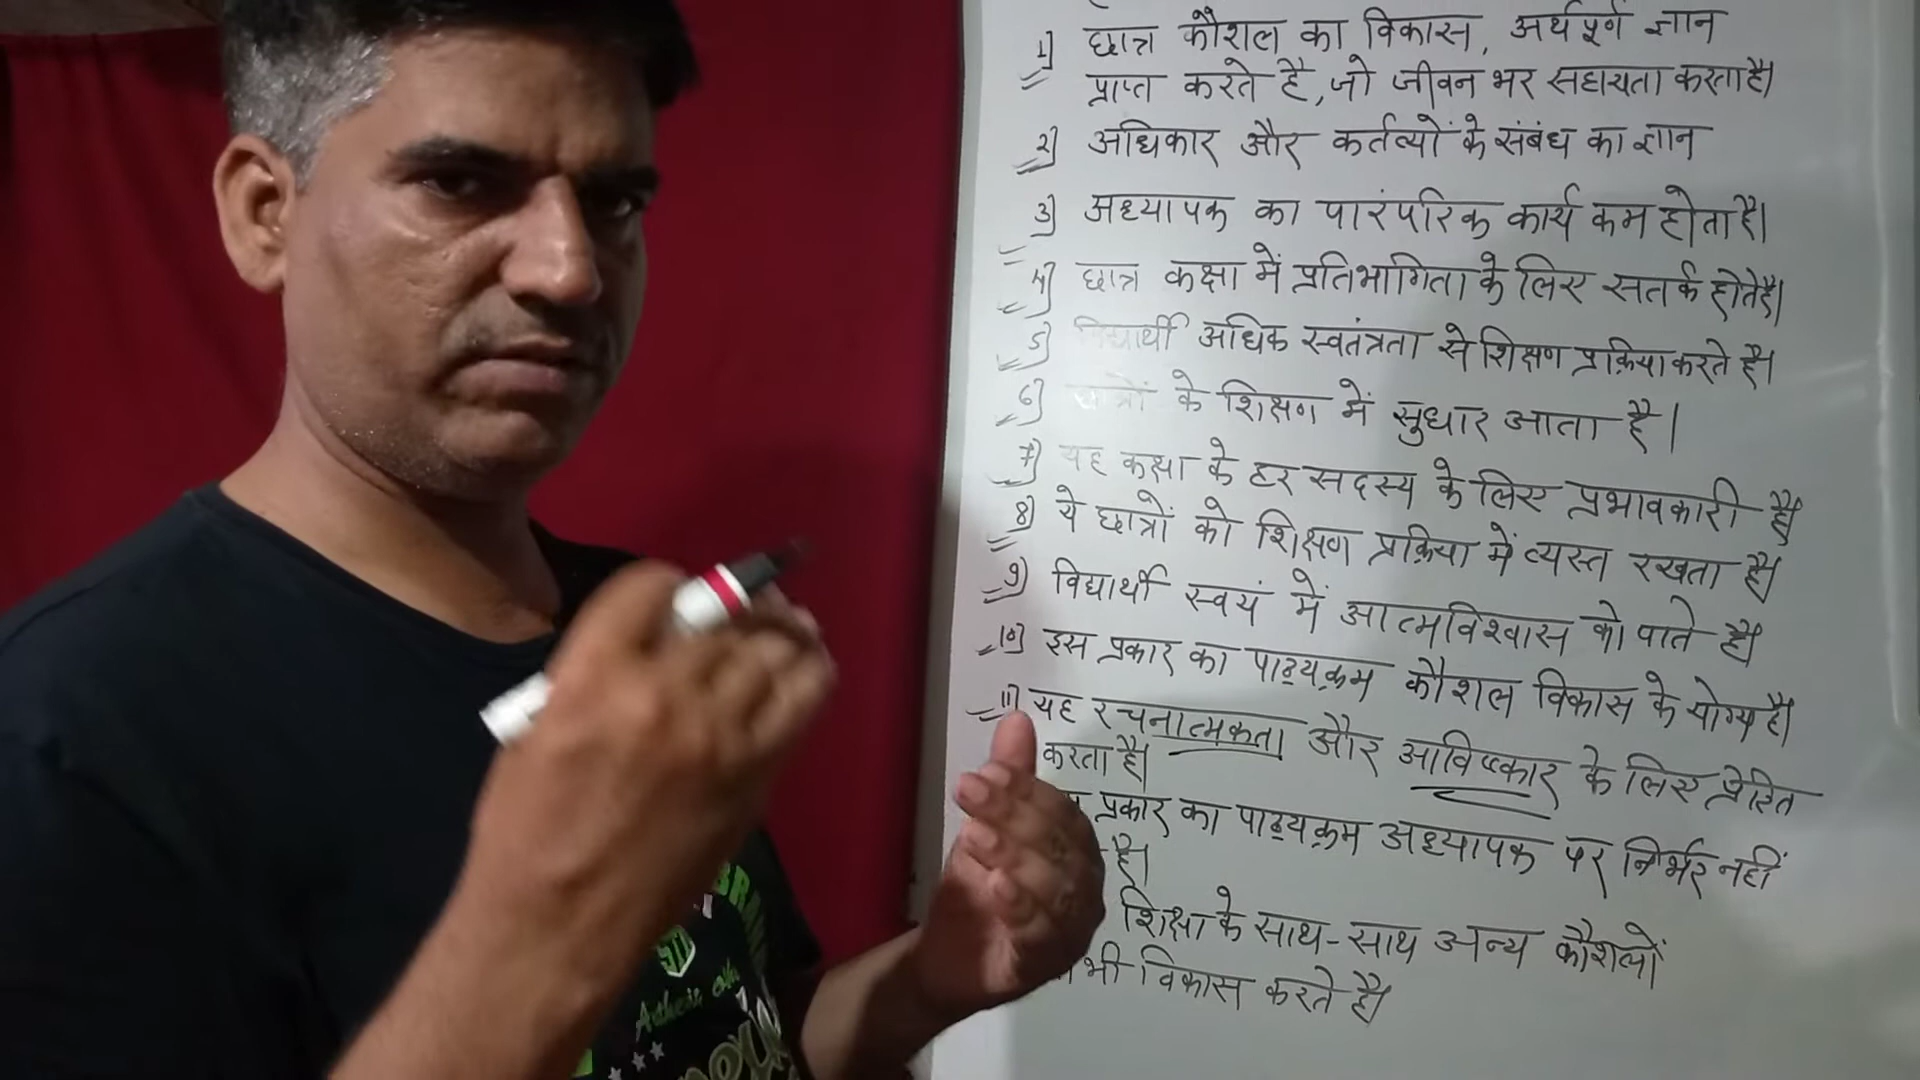 1] छात्र कौशल का विकास, अर्थपूर्ण ज्ञान
प्राप्त करते है, जो जीवन भर सहायता करता है।
2] अधिकार और कर्तव्यों के संबंध का ज्ञान
3] अध्यापक का पारंपरिक कार्य कम होता है।
4] छात्र कक्षा में प्रतिभागिता के लिए सतर्क होते है।
5] विद्यार्थी अधिक स्वतंत्रता से शिक्षण प्रक्रिया करते है।
6] छात्रों के शिक्षण में सुधार आता है।
7) यह कक्षा के हर सदस्य के लिए प्रभावकारी है।
8) ये छात्रों को शिक्षण प्रक्रिया में व्यस्त रखता है।
9) विद्यार्थी स्वयं में आत्मविश्वास को पाते है।
10] इस प्रकार का पाठ्यक्रम कौशल विकास के योग्य है।
11] यह रचनात्मकता और आविष्कार के लिए प्रेरित
करता है।
प्रकार का पाठ्यक्रम अध्यापक पर निर्भर नहीं
है।
शिक्षा के साथ-साथ अन्य कौशलों
भी विकास करते है।